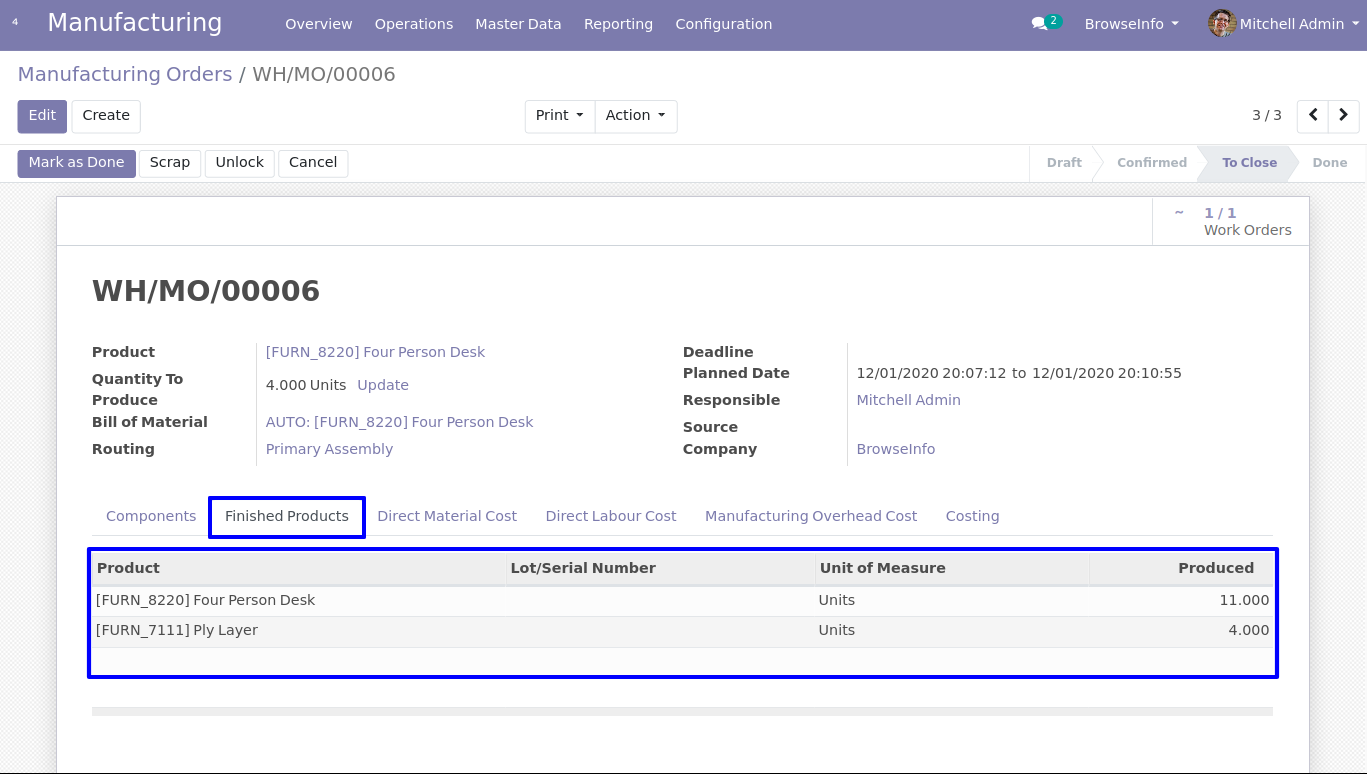 4 Manufacturing Overview Operations Master Data Reporting Configuration 2 BrowseInfo Mitchell Admin
Manufacturing Orders / WH/MO/00006
Edit Create Print Action 3 / 3
Mark as Done Scrap Unlock Cancel Draft Confirmed To Close Done
~ 1 / 1
Work Orders
WH/MO/00006
Product [FURN_8220] Four Person Desk
Quantity To Produce 4.000 Units Update
Bill of Material AUTO: [FURN_8220] Four Person Desk
Routing Primary Assembly
Deadline
Planned Date 12/01/2020 20:07:12 to 12/01/2020 20:10:55
Responsible Mitchell Admin
Source
Company BrowseInfo
Components Finished Products Direct Material Cost Direct Labour Cost Manufacturing Overhead Cost Costing
Product Lot/Serial Number Unit of Measure Produced
[FURN_8220] Four Person Desk Units 11.000
[FURN_7111] Ply Layer Units 4.000